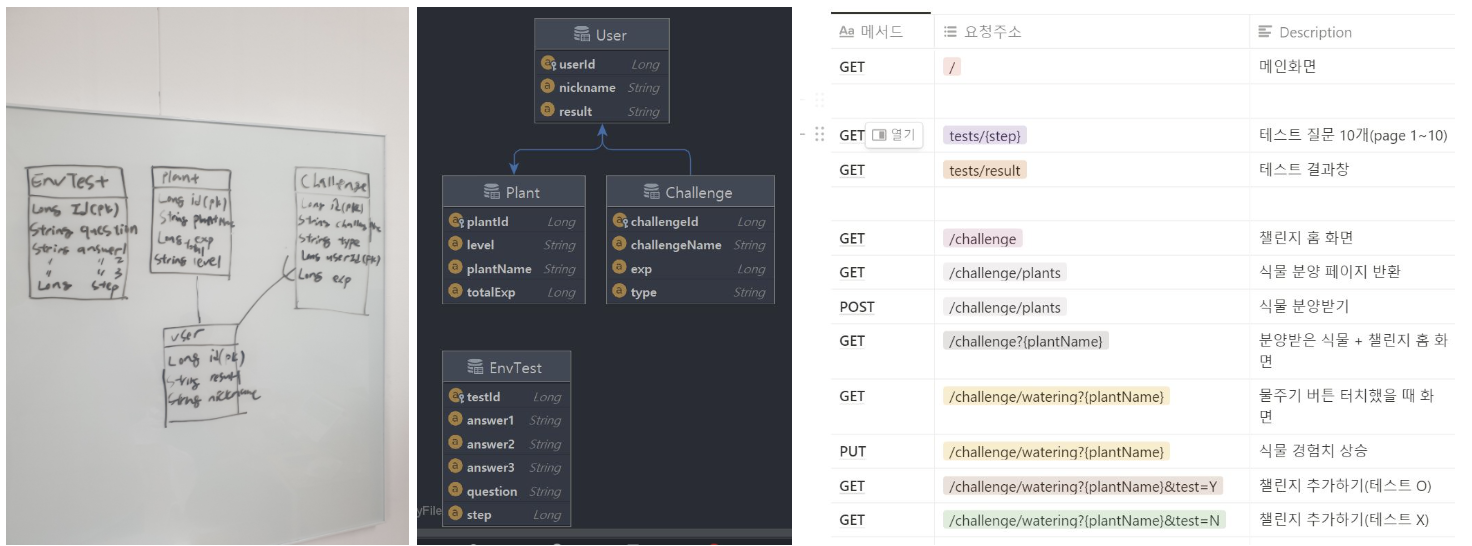 EnvTest
Long Id(pk)
String question
String answer1
" " 2
" " 3
Long step
Plant
Long id(pk)
String plantName
Long total exp
String level
Challenge
Long id(pk)
String challengeName
String type
Long userId(fk)
Long exp
User
Long id(pk)
String result
String nickname
User
userId Long
nickname String
result String
Plant
plantId Long
level String
plantName String
totalExp Long
Challenge
challengeId Long
challengeName String
exp Long
type String
EnvTest
testId Long
answer1 String
answer2 String
answer3 String
question String
step Long
yFile
Aa 메서드 요청주소 Description
GET / 메인화면
GET 열기 tests/{step} 테스트 질문 10개(page 1~10)
GET tests/result 테스트 결과창
GET /challenge 챌린지 홈 화면
GET /challenge/plants 식물 분양 페이지 반환
POST /challenge/plants 식물 분양받기
GET /challenge?{plantName} 분양받은 식물 + 챌린지 홈 화
면
GET /challenge/watering?{plantName} 물주기 버튼 터치했을 때 화
면
PUT /challenge/watering?{plantName} 식물 경험치 상승
GET /challenge/watering?{plantName}&test=Y 챌린지 추가하기(테스트 O)
GET /challenge/watering?{plantName}&test=N 챌린지 추가하기(테스트 X)